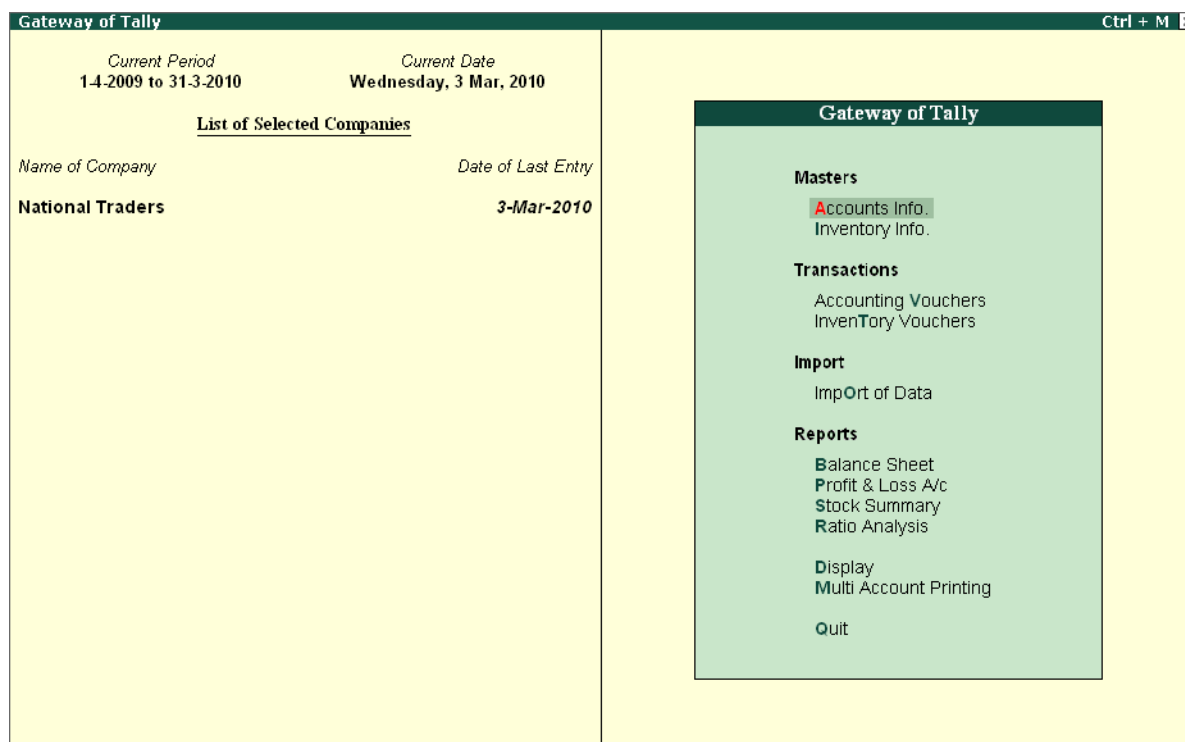 Gateway of Tally Ctrl + M
Current Period Current Date
1-4-2009 to 31-3-2010 Wednesday, 3 Mar, 2010
List of Selected Companies
Name of Company Date of Last Entry
National Traders 3-Mar-2010
Gateway of Tally
Masters
Accounts Info.
Inventory Info.
Transactions
Accounting Vouchers
InvenTory Vouchers
Import
ImpOrt of Data
Reports
Balance Sheet
Profit & Loss A/c
Stock Summary
Ratio Analysis
Display
Multi Account Printing
Quit